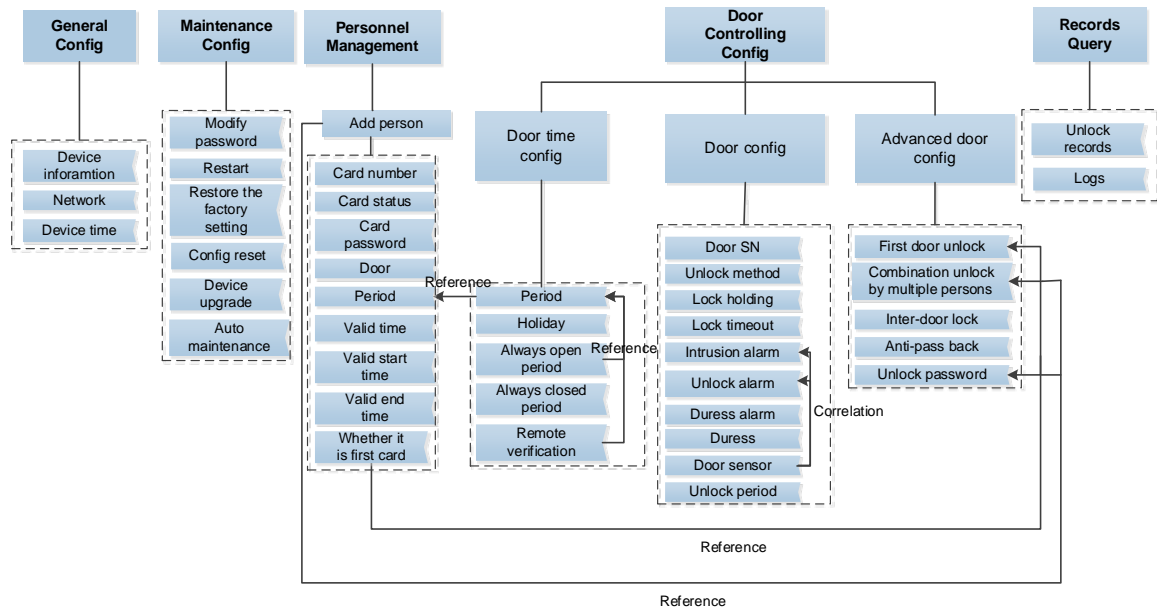 General
Config
Maintenance
Config
Personnel
Management
Door
Controlling
Config
Records
Query
Device
inforamtion
Network
Device time
Modify
password
Restart
Restore the
factory
setting
Config reset
Device
upgrade
Auto
maintenance
Add person
Card number
Card status
Card
password
Door
Period
Valid time
Valid start
time
Valid end
time
Whether it
is first card
Reference
Door time
config
Period
Holiday
Always open
period
Always closed
period
Remote
verification
Reference
Door config
Door SN
Unlock method
Lock holding
Lock timeout
Intrusion alarm
Unlock alarm
Duress alarm
Duress
Door sensor
Unlock period
Correlation
Advanced door
config
First door unlock
Combination unlock
by multiple persons
Inter-door lock
Anti-pass back
Unlock password
Unlock
records
Logs
Reference
Reference